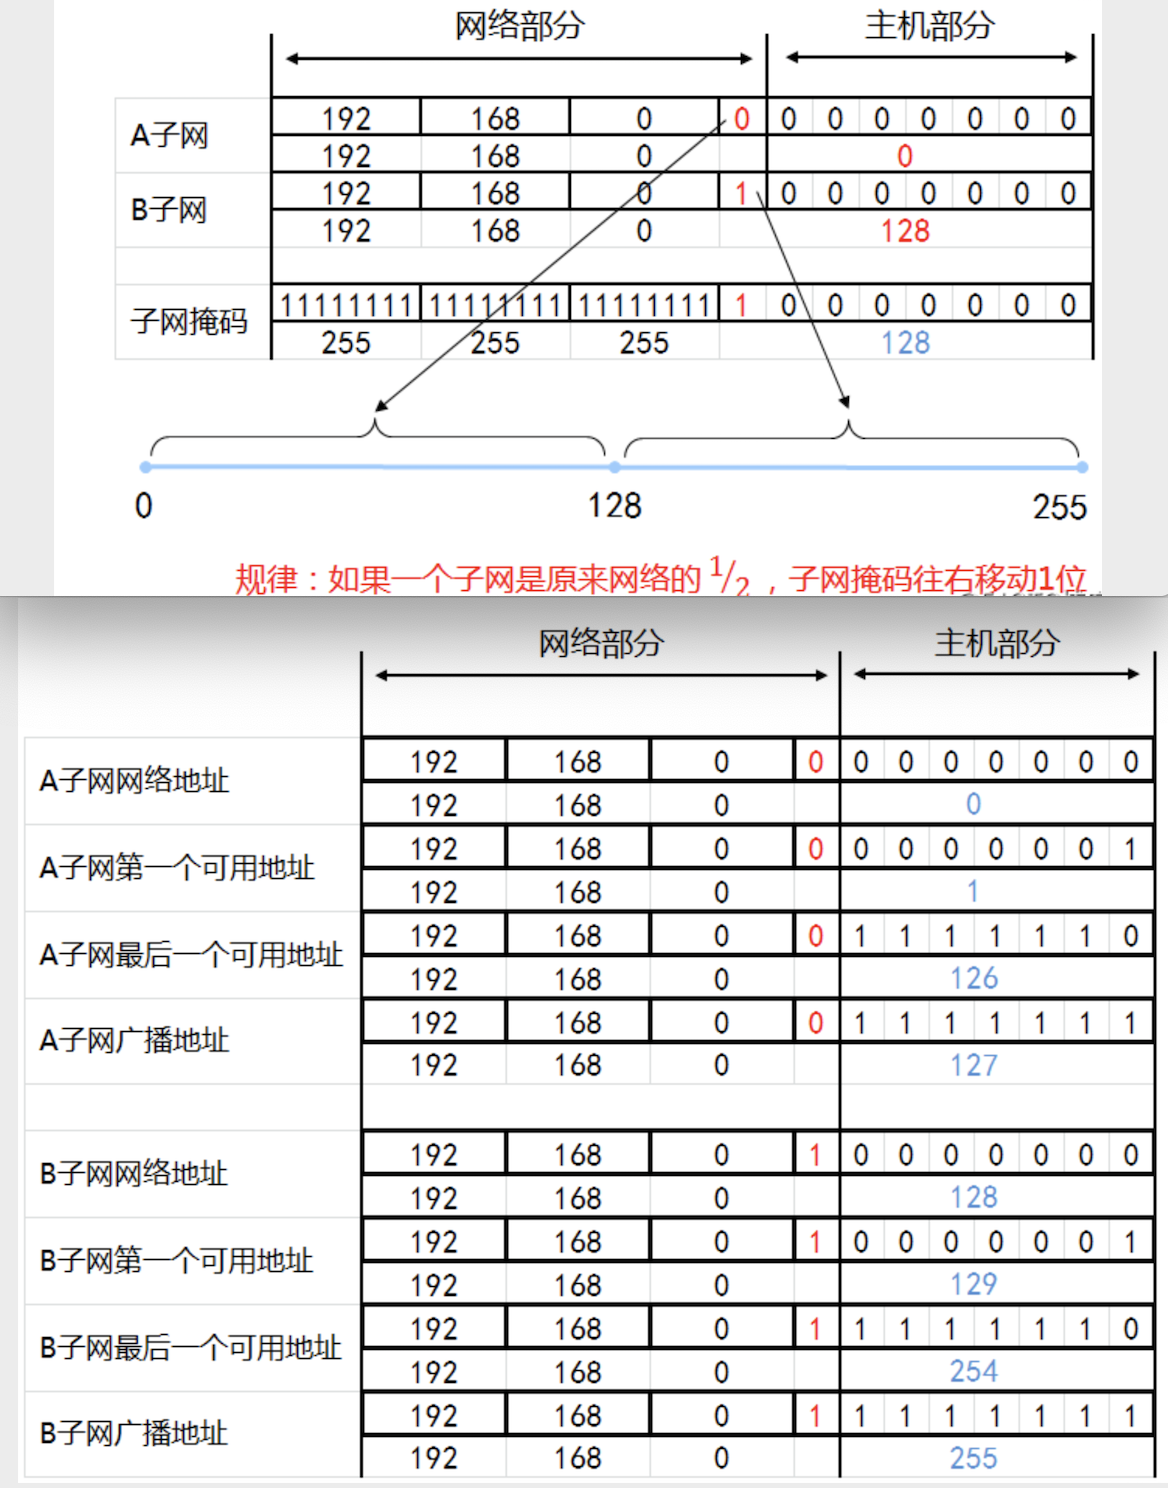 网络部分 主机部分
A子网 192 168 0 0 0 0 0 0 0 0 0
192 168 0 0
B子网 192 168 0 1 0 0 0 0 0 0 0
192 168 0 128
子网掩码 11111111 11111111 11111111 1 0 0 0 0 0 0 0
255 255 255 128
0 128 255
规律：如果一个子网是原来网络的 1/2 ，子网掩码往右移动1位
网络部分 主机部分
A子网网络地址 192 168 0 0 0 0 0 0 0 0 0
192 168 0 0
A子网第一个可用地址 192 168 0 0 0 0 0 0 0 0 1
192 168 0 1
A子网最后一个可用地址 192 168 0 0 1 1 1 1 1 1 0
192 168 0 126
A子网广播地址 192 168 0 0 1 1 1 1 1 1 1
192 168 0 127
B子网网络地址 192 168 0 1 0 0 0 0 0 0 0
192 168 0 128
B子网第一个可用地址 192 168 0 1 0 0 0 0 0 0 1
192 168 0 129
B子网最后一个可用地址 192 168 0 1 1 1 1 1 1 1 0
192 168 0 254
B子网广播地址 192 168 0 1 1 1 1 1 1 1 1
192 168 0 255